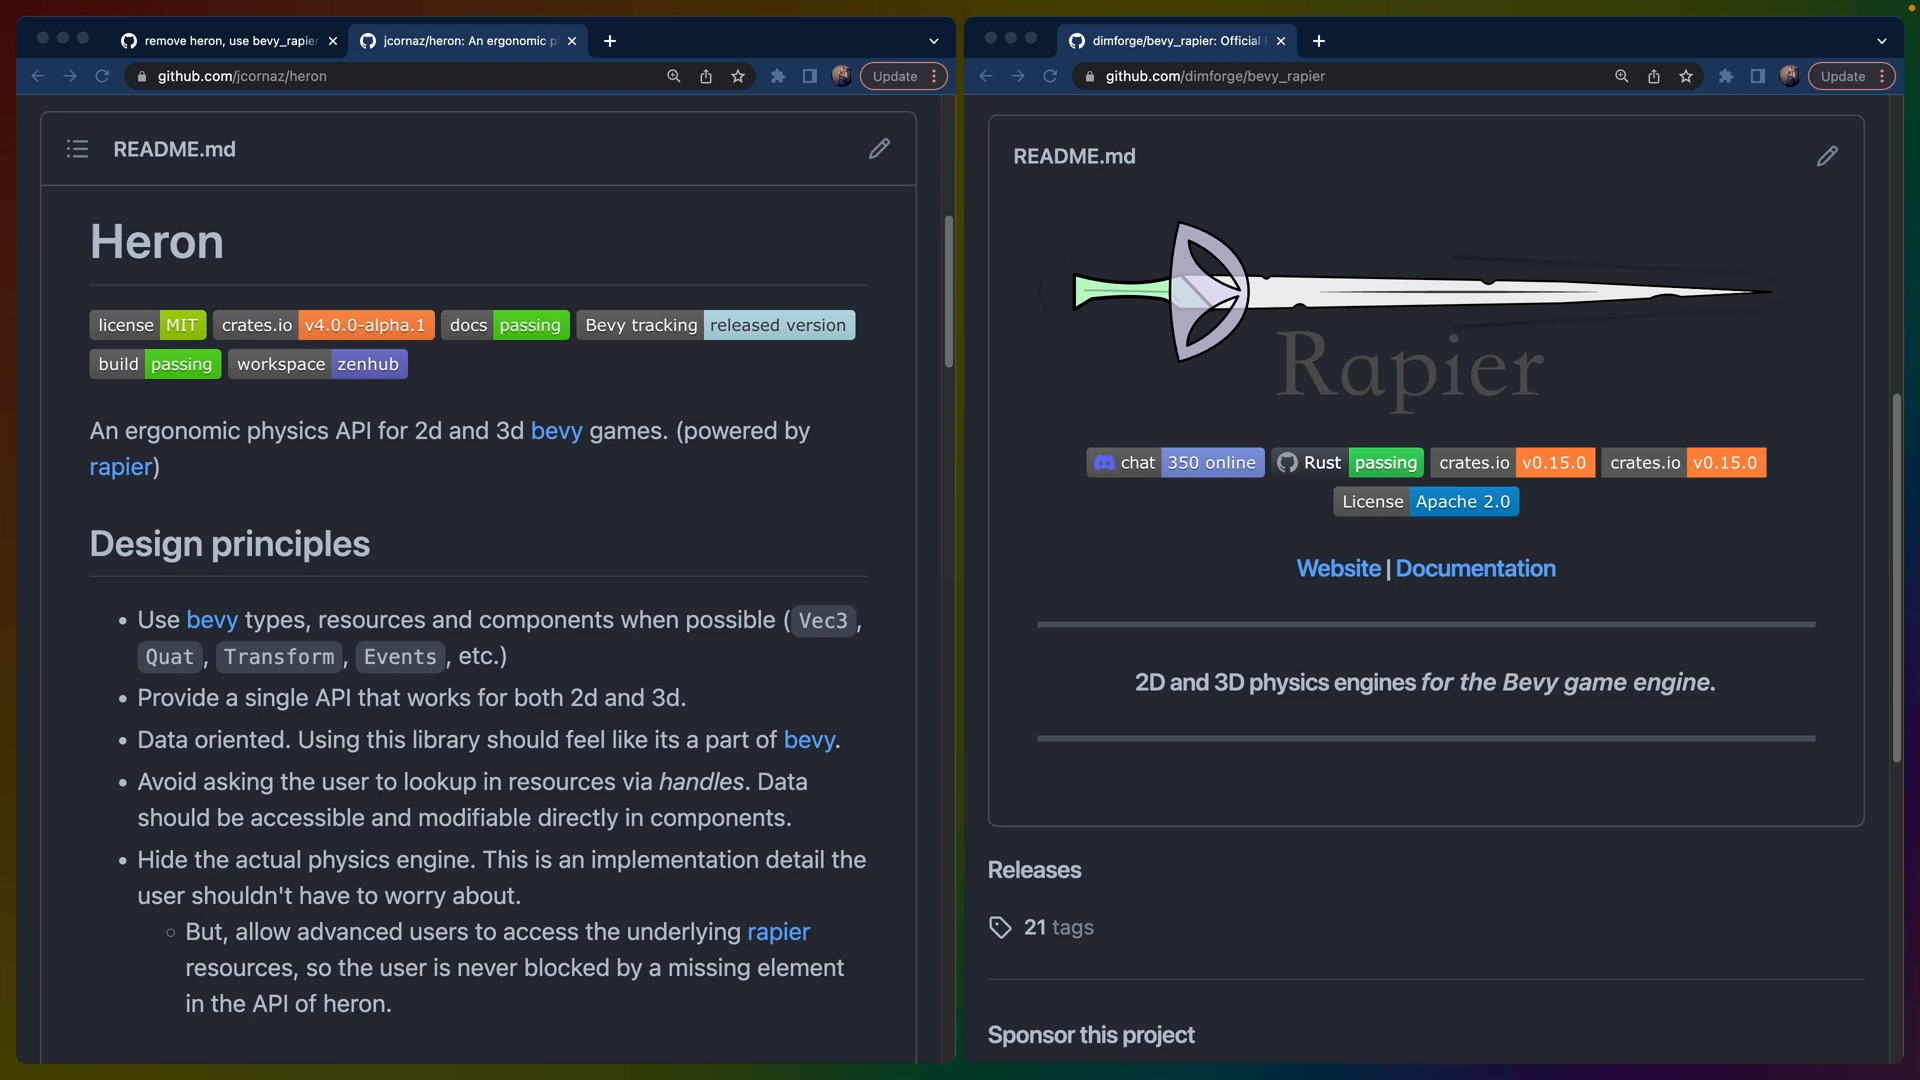 remove heron, use bevy_rapier
jcornaz/heron: An ergonomic p
github.com/jcornaz/heron
Update
README.md
Heron
license MIT crates.io v4.0.0-alpha.1 docs passing Bevy tracking released version
build passing workspace zenhub
An ergonomic physics API for 2d and 3d bevy games. (powered by
rapier)
Design principles
• Use bevy types, resources and components when possible ( Vec3 ,
Quat , Transform , Events , etc.)
• Provide a single API that works for both 2d and 3d.
• Data oriented. Using this library should feel like its a part of bevy.
• Avoid asking the user to lookup in resources via handles. Data
should be accessible and modifiable directly in components.
• Hide the actual physics engine. This is an implementation detail the
user shouldn't have to worry about.
◦ But, allow advanced users to access the underlying rapier
resources, so the user is never blocked by a missing element
in the API of heron.
dimforge/bevy_rapier: Official
github.com/dimforge/bevy_rapier
Update
README.md
Rapier
chat 350 online Rust passing crates.io v0.15.0 crates.io v0.15.0
License Apache 2.0
Website | Documentation
2D and 3D physics engines for the Bevy game engine.
Releases
21 tags
Sponsor this project